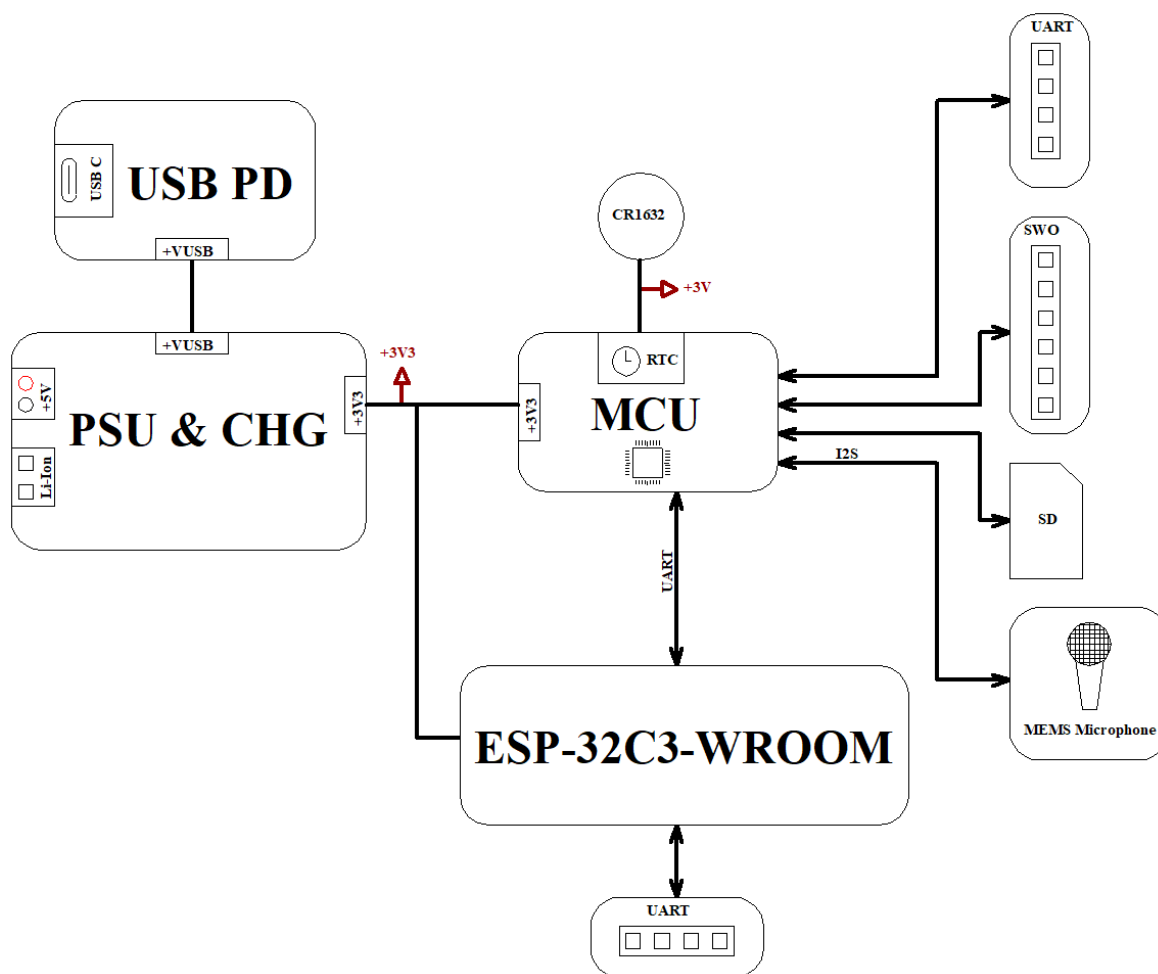 UART
USB C
USB PD
+VUSB
CR1632
SWO
+3V
+VUSB
+3V3
RTC
+5V
PSU & CHG
+3V3
+3V3
MCU
Li-Ion
I2S
SD
UART
MEMS Microphone
ESP-32C3-WROOM
UART